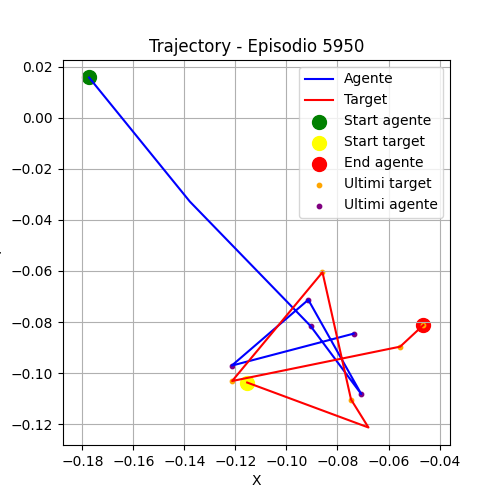 Trajectory - Episodio 5950
Agente
Target
Start agente
Start target
End agente
Ultimi target
Ultimi agente
0.02
0.00
−0.02
−0.04
−0.06
−0.08
−0.10
−0.12
−0.18 −0.16 −0.14 −0.12 −0.10 −0.08 −0.06 −0.04
X